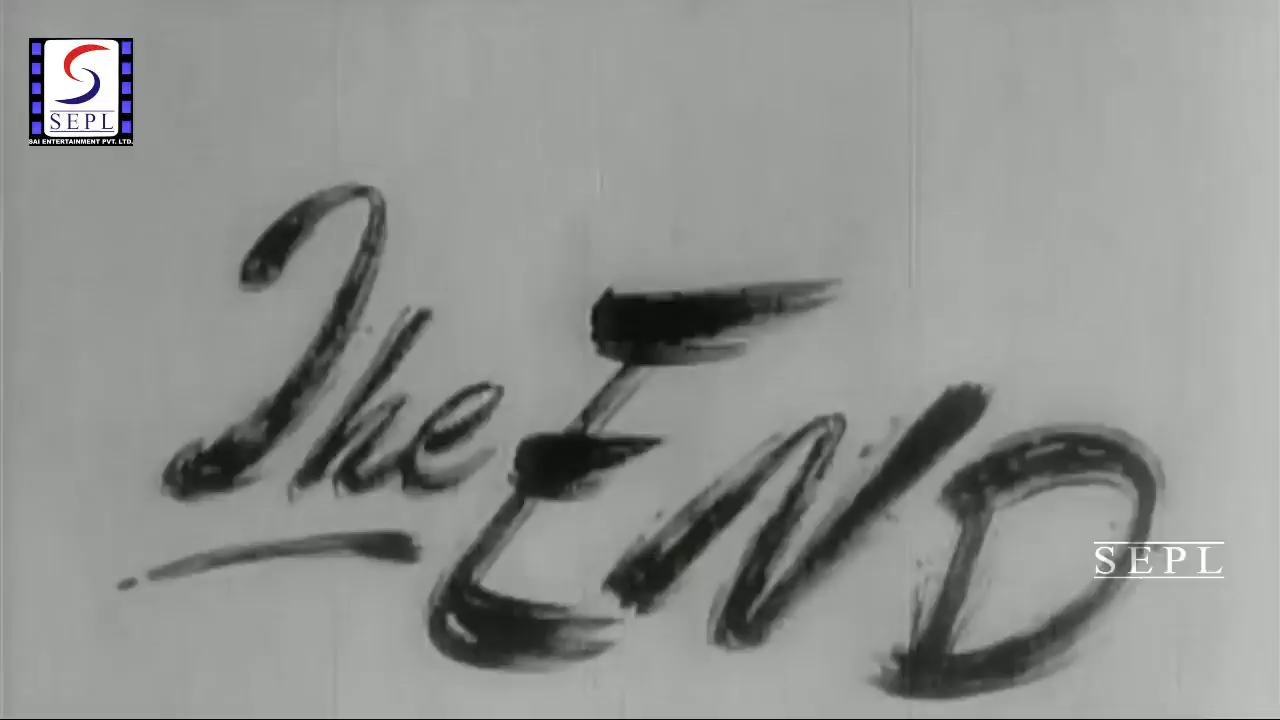 SEPL
SAI ENTERTAINMENT PVT. LTD.
The
END
SEPL